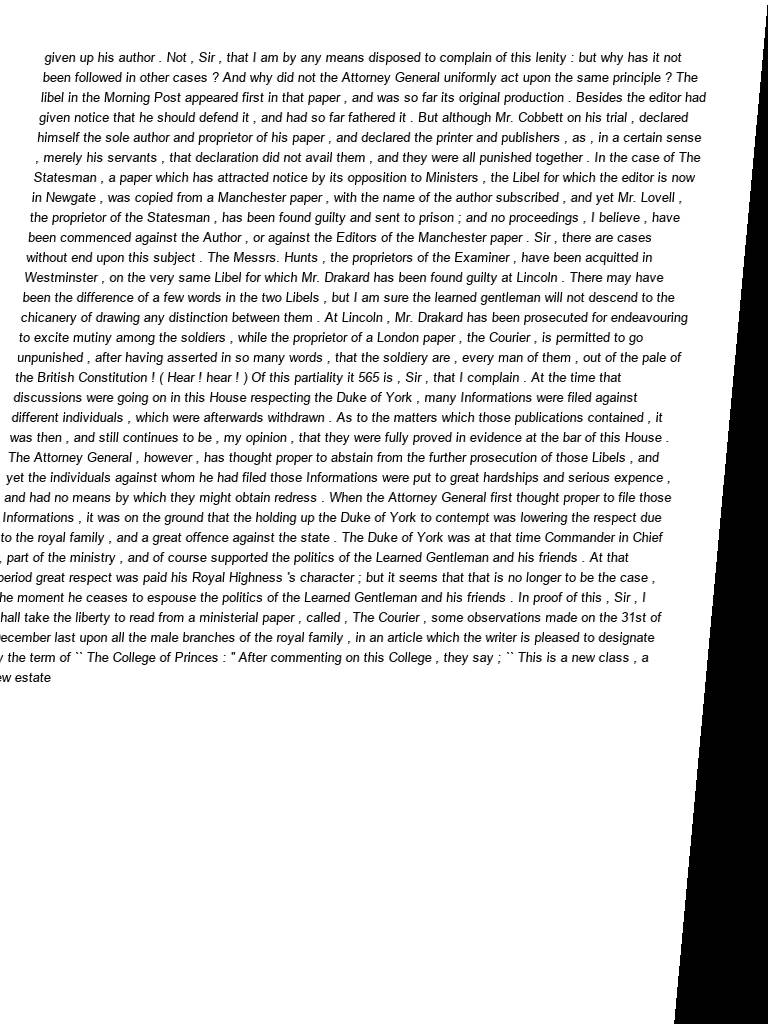 given up his author . Not , Sir , that I am by any means disposed to complain of this lenity : but why has it not
been followed in other cases ? And why did not the Attorney General uniformly act upon the same principle ? The
libel in the Morning Post appeared first in that paper , and was so far its original production . Besides the editor had
given notice that he should defend it , and had so far fathered it . But although Mr. Cobbett on his trial , declared
himself the sole author and proprietor of his paper , and declared the printer and publishers , as , in a certain sense
, merely his servants , that declaration did not avail them , and they were all punished together . In the case of The
Statesman , a paper which has attracted notice by its opposition to Ministers , the Libel for which the editor is now
in Newgate , was copied from a Manchester paper , with the name of the author subscribed , and yet Mr. Lovell ,
the proprietor of the Statesman , has been found guilty and sent to prison ; and no proceedings , I believe , have
been commenced against the Author , or against the Editors of the Manchester paper . Sir , there are cases
without end upon this subject . The Messrs. Hunts , the proprietors of the Examiner , have been acquitted in
Westminster , on the very same Libel for which Mr. Drakard has been found guilty at Lincoln . There may have
been the difference of a few words in the two Libels , but I am sure the learned gentleman will not descend to the
chicanery of drawing any distinction between them . At Lincoln , Mr. Drakard has been prosecuted for endeavouring
to excite mutiny among the soldiers , while the proprietor of a London paper , the Courier , is permitted to go
unpunished , after having asserted in so many words , that the soldiery are , every man of them , out of the pale of
the British Constitution ! ( Hear ! hear ! ) Of this partiality it 565 is , Sir , that I complain . At the time that
discussions were going on in this House respecting the Duke of York , many Informations were filed against
different individuals , which were afterwards withdrawn . As to the matters which those publications contained , it
was then , and still continues to be , my opinion , that they were fully proved in evidence at the bar of this House .
The Attorney General , however , has thought proper to abstain from the further prosecution of those Libels , and
yet the individuals against whom he had filed those Informations were put to great hardships and serious expence ,
and had no means by which they might obtain redress . When the Attorney General first thought proper to file those
Informations , it was on the ground that the holding up the Duke of York to contempt was lowering the respect due
to the royal family , and a great offence against the state . The Duke of York was at that time Commander in Chief
, part of the ministry , and of course supported the politics of the Learned Gentleman and his friends . At that
period great respect was paid his Royal Highness 's character ; but it seems that that is no longer to be the case ,
he moment he ceases to espouse the politics of the Learned Gentleman and his friends . In proof of this , Sir , I
hall take the liberty to read from a ministerial paper , called , The Courier , some observations made on the 31st of
ecember last upon all the male branches of the royal family , in an article which the writer is pleased to designate
y the term of `` The College of Princes : " After commenting on this College , they say ; `` This is a new class , a
ew estate